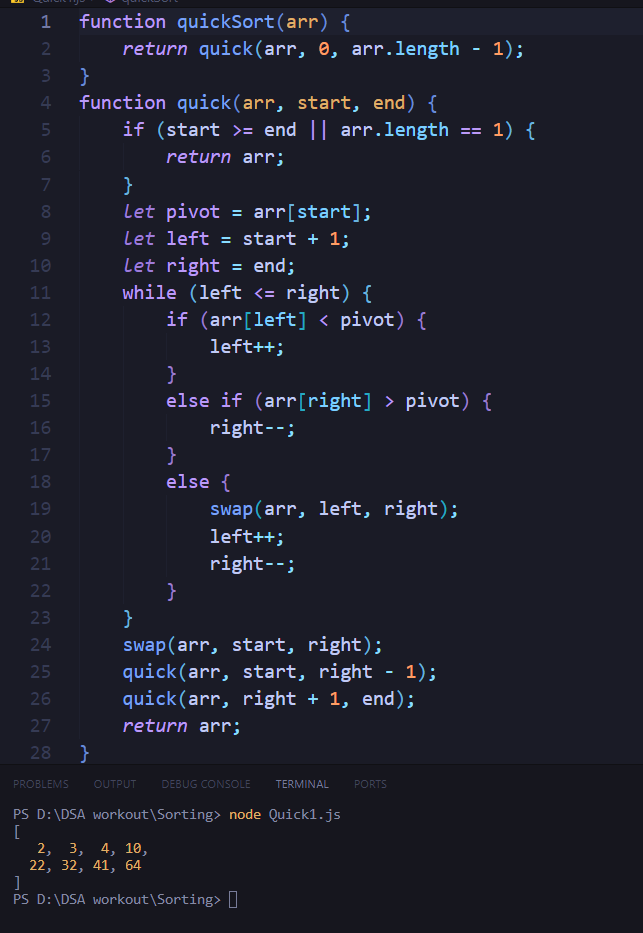 1 function quickSort(arr) {
2 return quick(arr, 0, arr.length - 1);
3 }
4 function quick(arr, start, end) {
5 if (start >= end || arr.length == 1) {
6 return arr;
7 }
8 let pivot = arr[start];
9 let left = start + 1;
10 let right = end;
11 while (left <= right) {
12 if (arr[left] < pivot) {
13 left++;
14 }
15 else if (arr[right] > pivot) {
16 right--;
17 }
18 else {
19 swap(arr, left, right);
20 left++;
21 right--;
22 }
23 }
24 swap(arr, start, right);
25 quick(arr, start, right - 1);
26 quick(arr, right + 1, end);
27 return arr;
28 }
PROBLEMS OUTPUT DEBUG CONSOLE TERMINAL PORTS
PS D:\DSA workout\Sorting> node Quick1.js
[
2, 3, 4, 10,
22, 32, 41, 64
]
PS D:\DSA workout\Sorting>